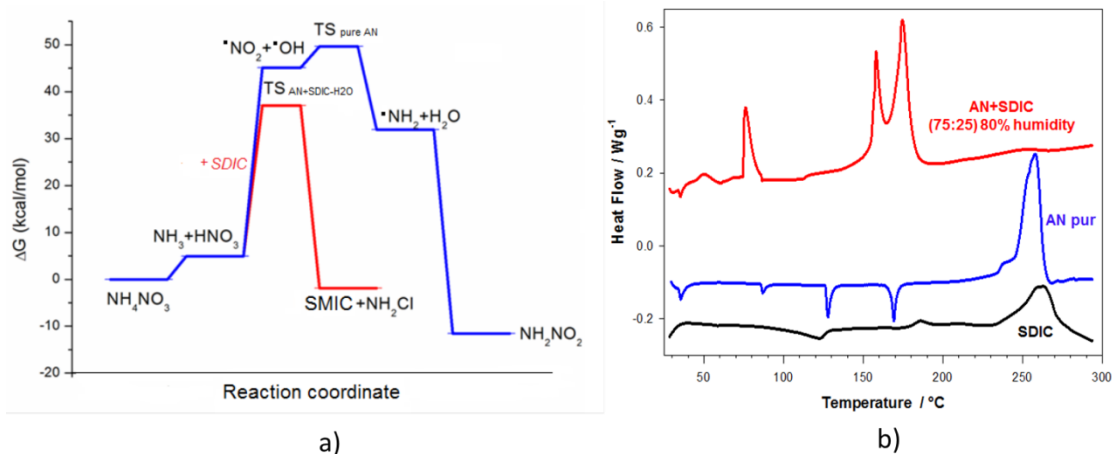 50
40
30
20
10
0
-10
-20
ΔG (kcal/mol)
Reaction coordinate
NH₄NO₃
NH₃+HNO₃
+ SDIC
•NO₂+•OH
TS pure AN
TS AN+SDIC-H2O
•NH₂+H₂O
SMIC+NH₂Cl
NH₂NO₂
a)
0.6
0.4
0.2
0.0
-0.2
Heat Flow / Wg⁻¹
AN+SDIC
(75:25) 80% humidity
AN pur
SDIC
50 100 150 200 250 300
Temperature / °C
b)